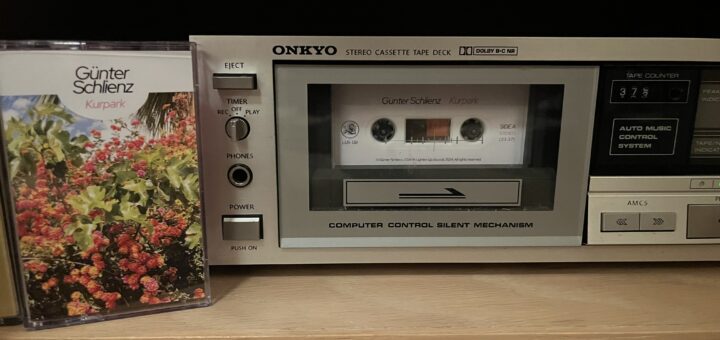 Günter
Schlienz
Kurpark
ONKYO
STEREO CASSETTE TAPE DECK
DOLBY B-C NR
EJECT
TIMER
OFF
REC
PLAY
PHONES
POWER
PUSH ON
Günter Schlienz Kurpark
SIDE A
STEREO
COMPUTER CONTROL SILENT MECHANISM
TAPE COUNTER
AUTO MUSIC
CONTROL
SYSTEM
AMCS